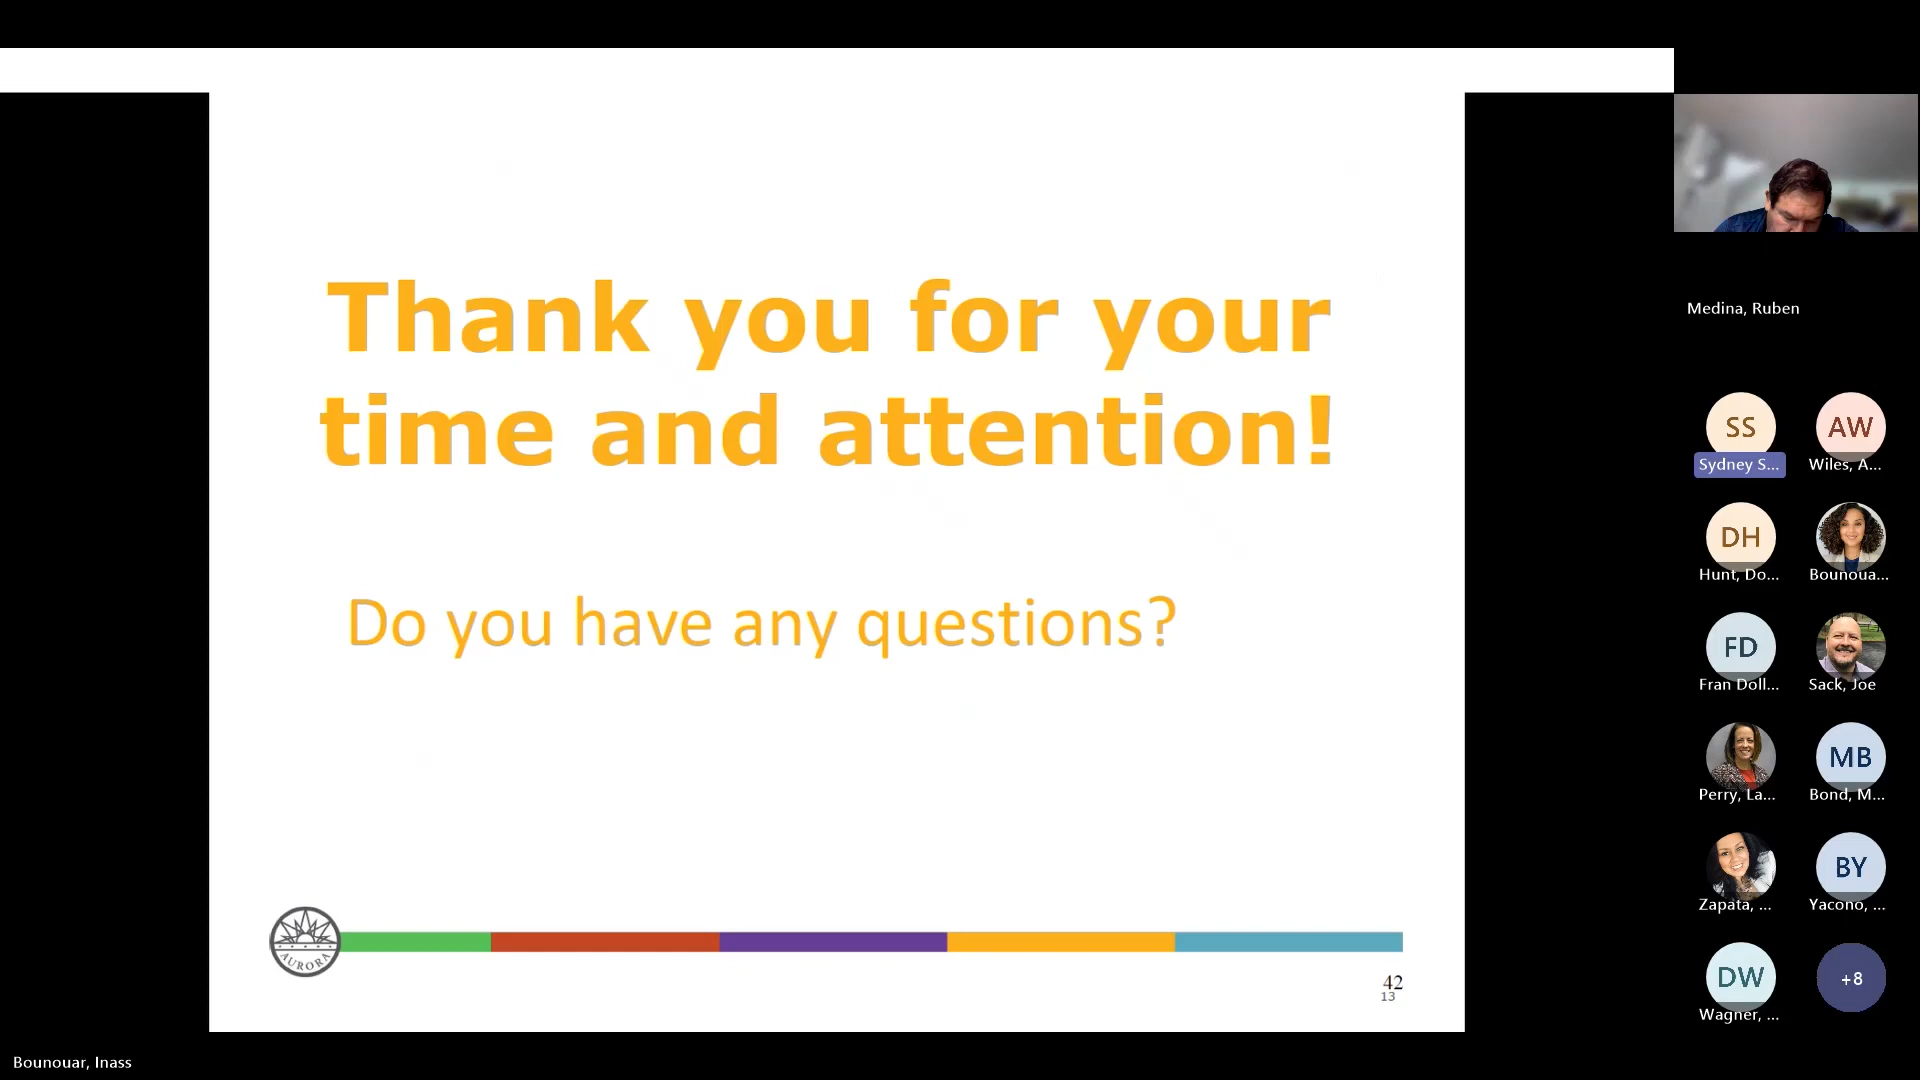 Thank you for your
time and attention!
Do you have any questions?
AURORA
42
13
Medina, Ruben
SS
AW
Sydney S...
Wiles, A...
DH
Hunt, Do...
Bounoua...
FD
Fran Doll...
Sack, Joe
MB
Perry, La...
Bond, M...
BY
Zapata, ...
Yacono, ...
DW
+8
Wagner, ...
Bounouar, Inass